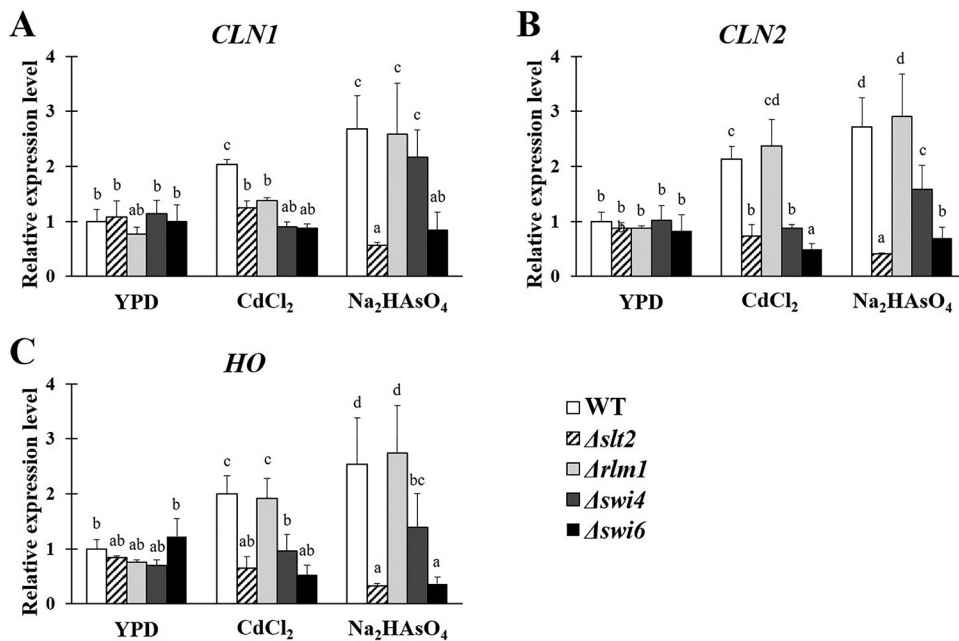 A
CLN1
Relative expression level
4
3
2
1
0
b b ab b b
c b b ab ab
c a c c ab
YPD CdCl₂ Na₂HAsO₄
B
CLN2
Relative expression level
4
3
2
1
0
b b b b b
c b cd b a
d a d c b
YPD CdCl₂ Na₂HAsO₄
C
HO
Relative expression level
4
3
2
1
0
b ab ab ab b
c ab c b ab
d a d bc a
YPD CdCl₂ Na₂HAsO₄
WT
Δslt2
Δrlm1
Δswi4
Δswi6